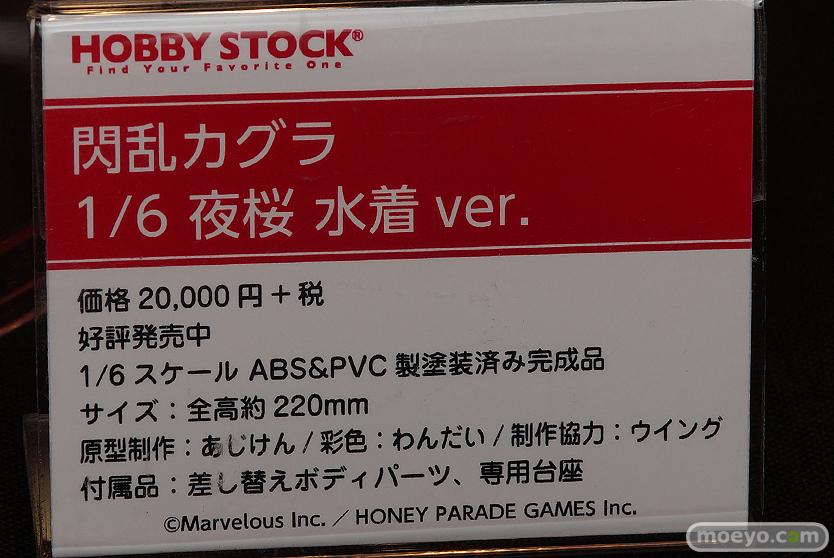 HOBBY STOCK®
Find Your Favorite One
閃乱カグラ
1/6 夜桜 水着 ver.
価格 20,000 円 + 税
好評発売中
1/6 スケール ABS&PVC 製塗装済み完成品
サイズ：全高約 220mm
原型制作：あじけん / 彩色：わんだい / 制作協力：ウイング
付属品：差し替えボディパーツ、専用台座
©Marvelous Inc. / HONEY PARADE GAMES Inc.
moeyo.com